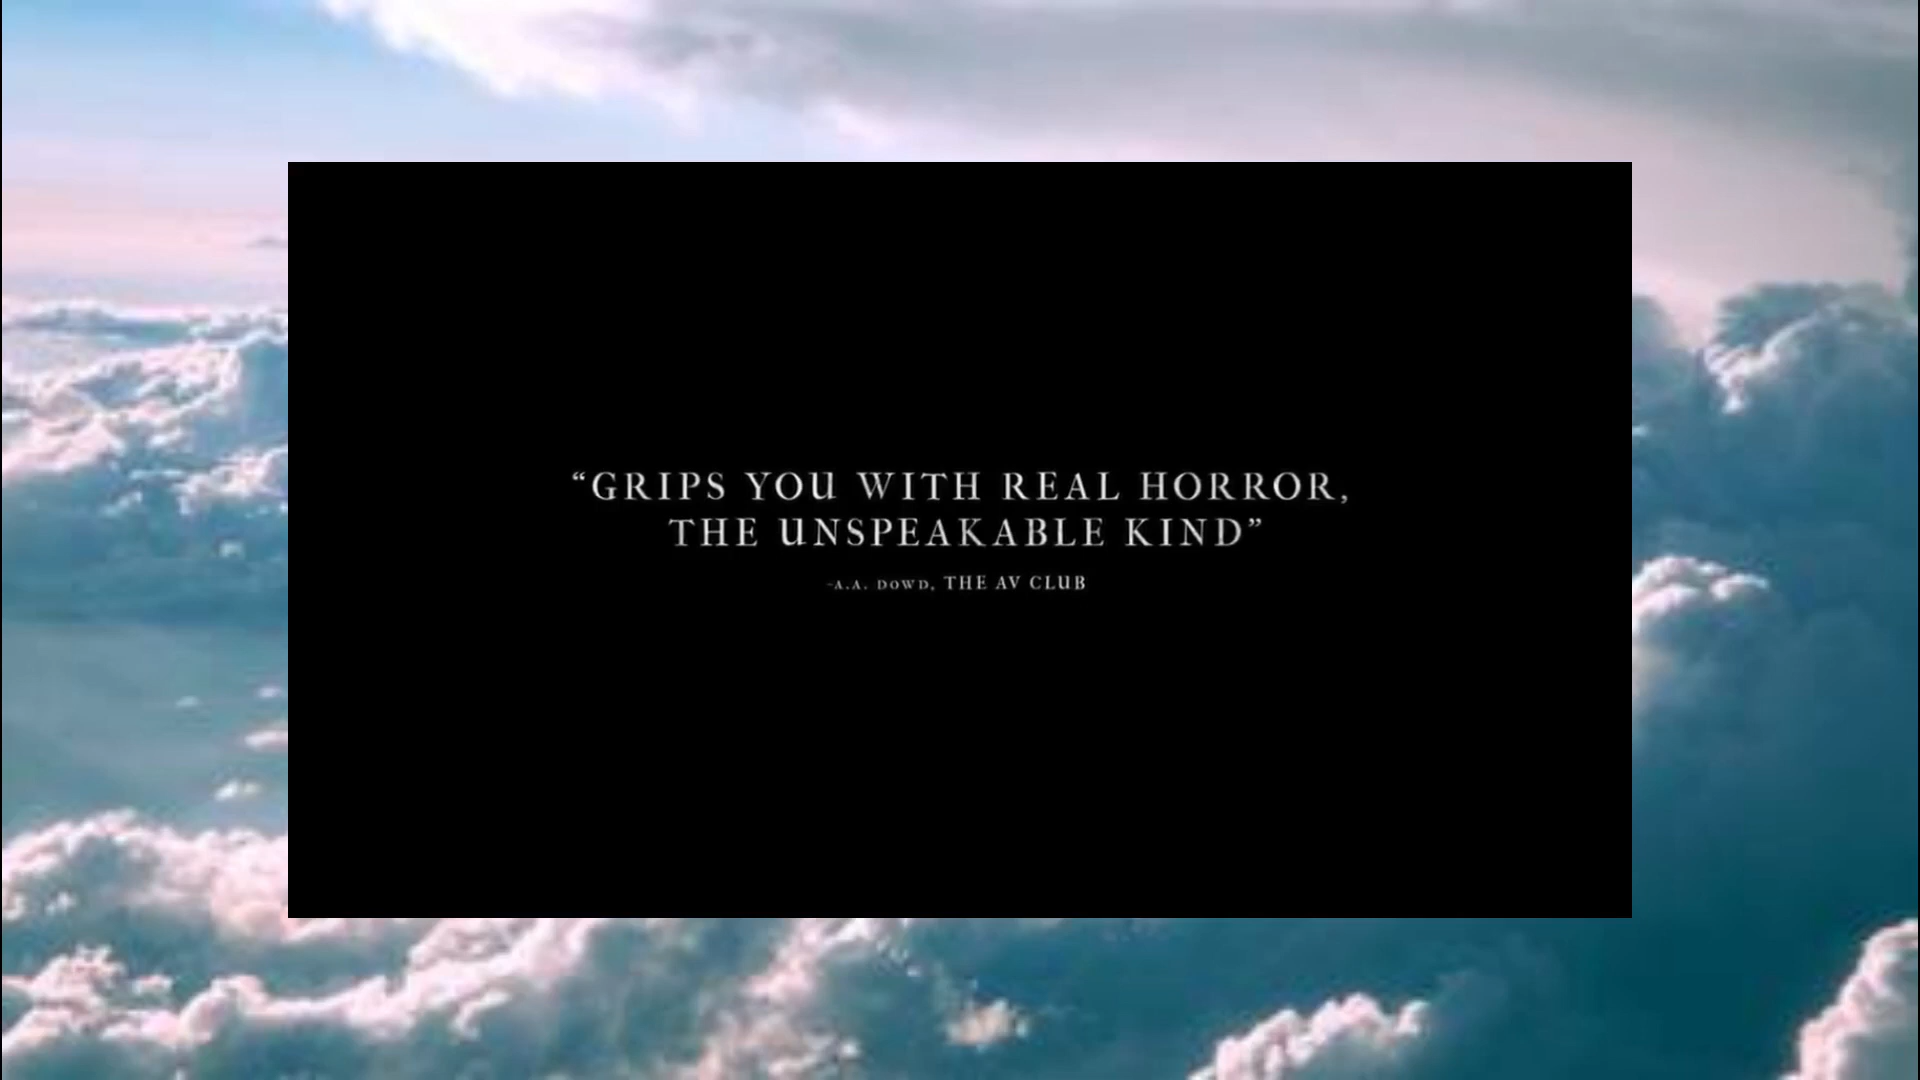 “GRIPS YOU WITH REAL HORROR,
THE UNSPEAKABLE KIND”
-A.A. DOWD, THE AV CLUB